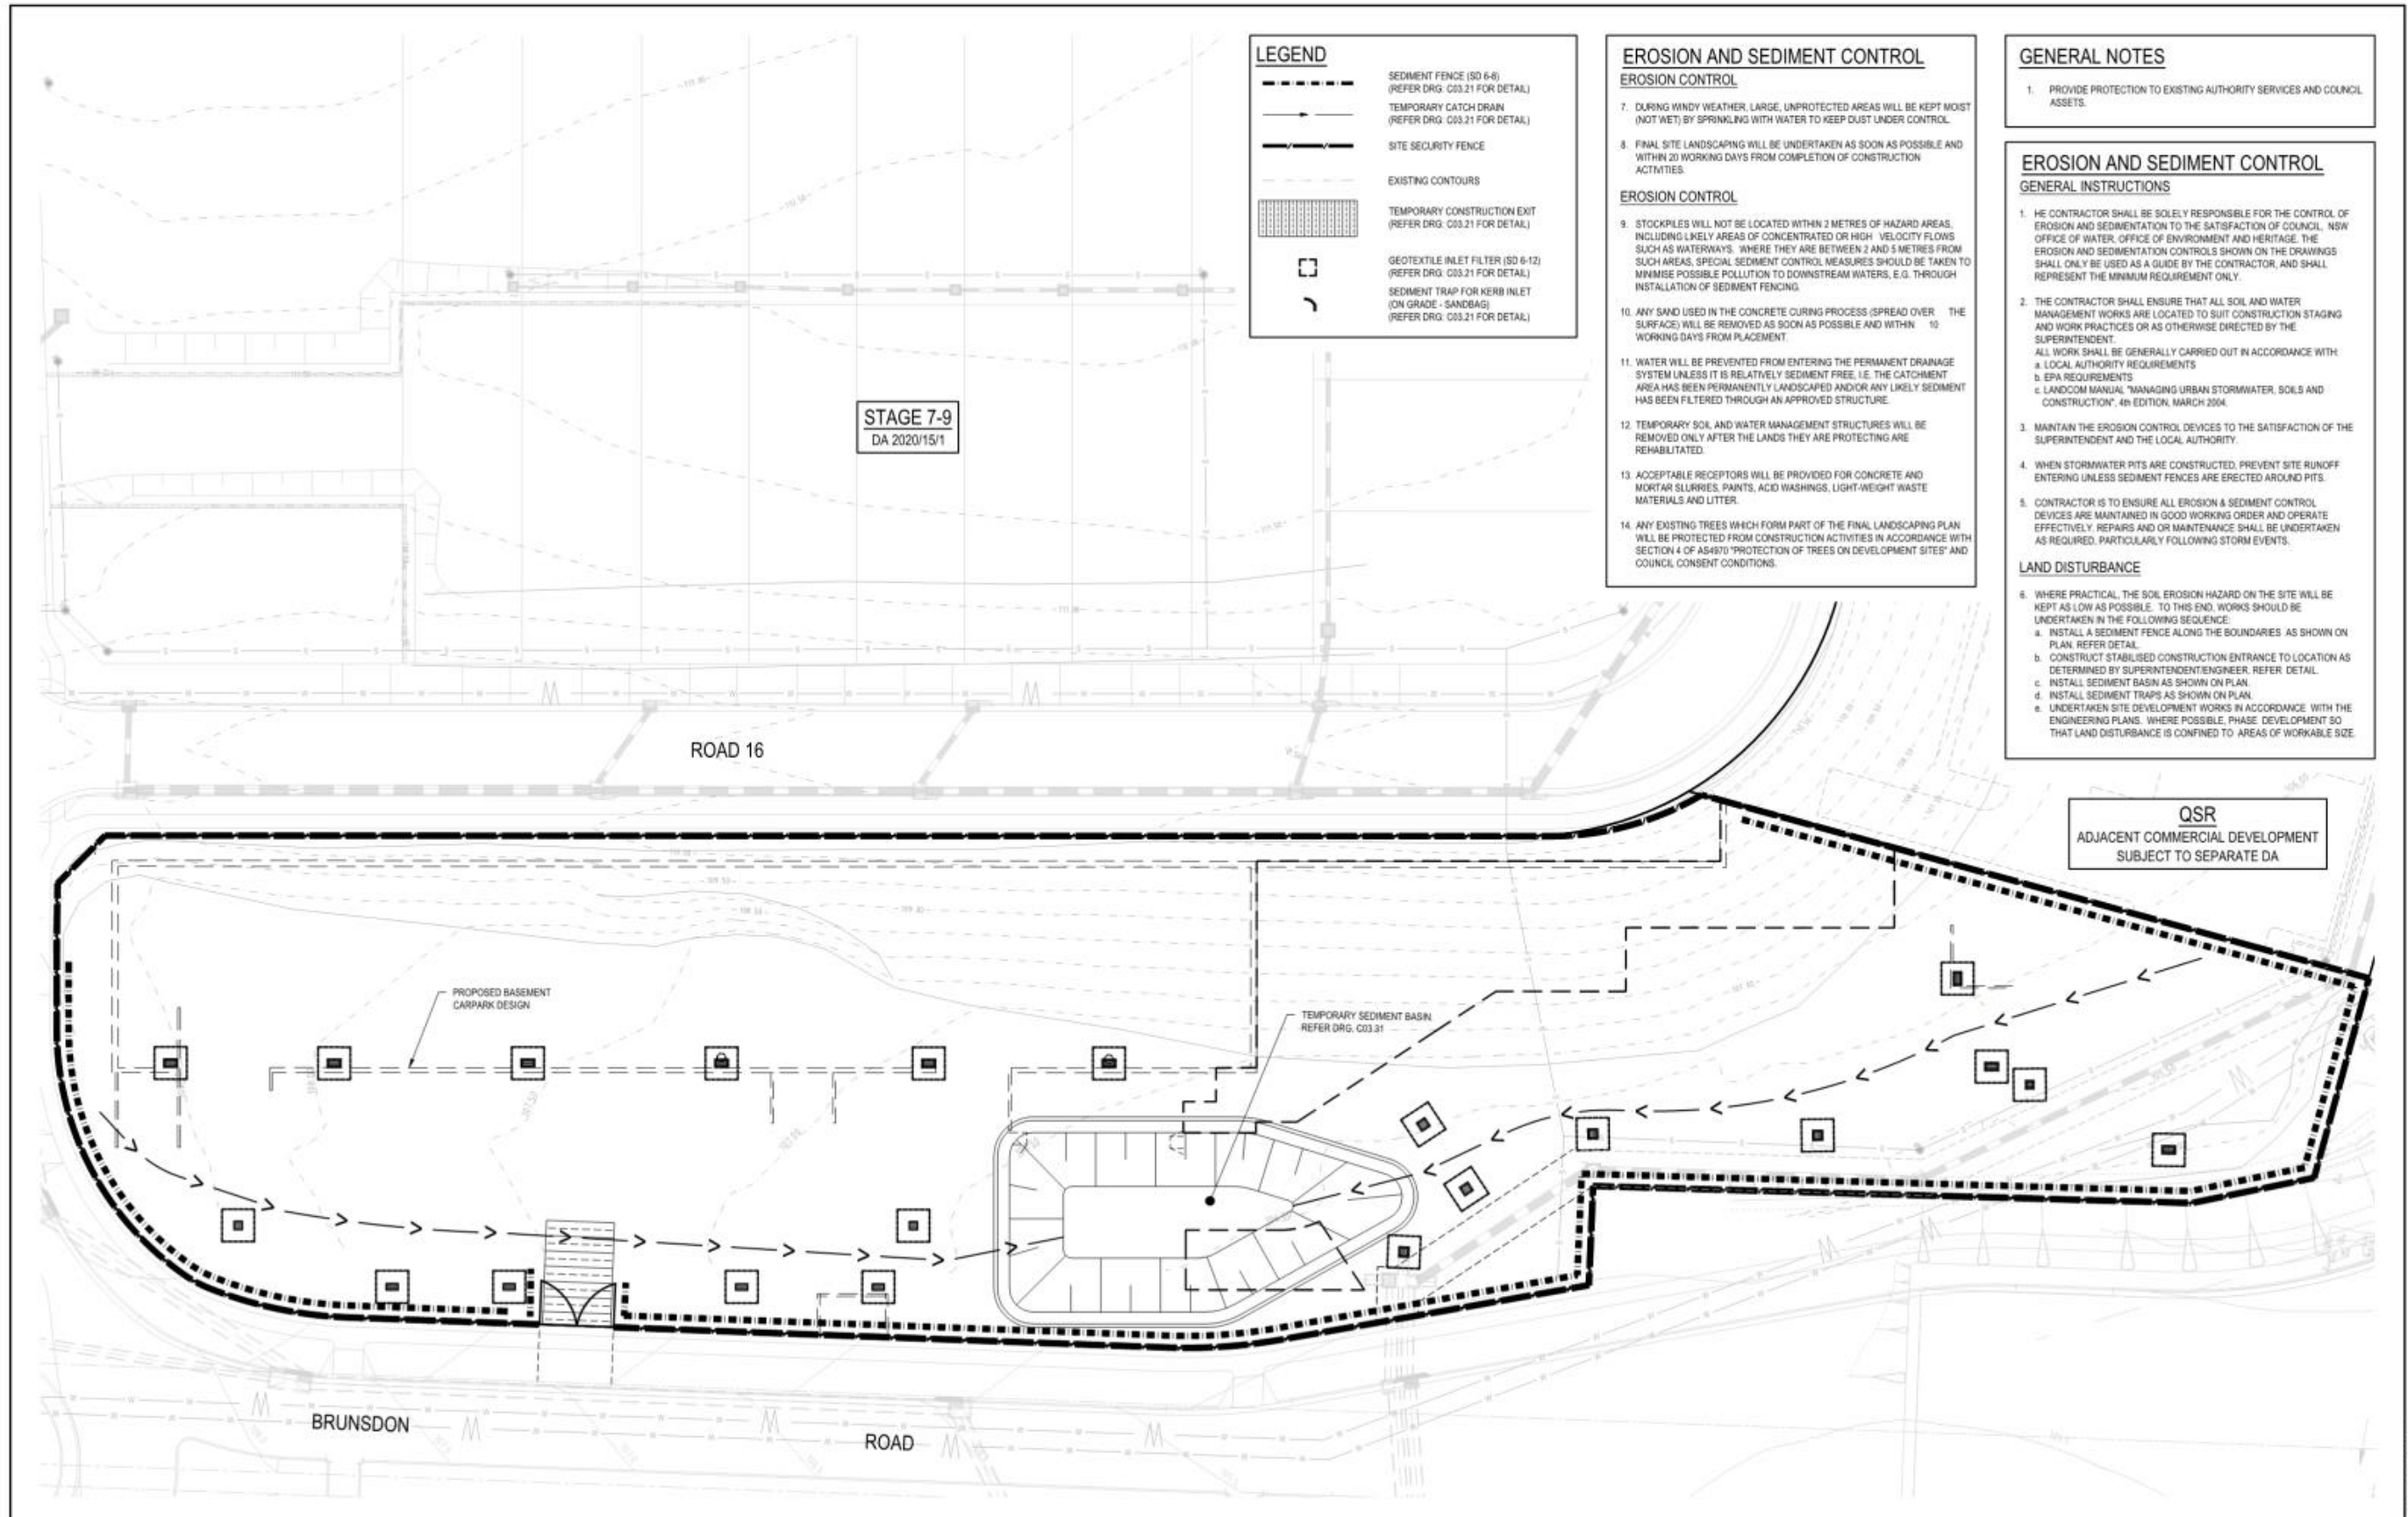 LEGEND
SEDIMENT FENCE (SD 6-8)
(REFER DRG: C03.21 FOR DETAIL)
TEMPORARY CATCH DRAIN
(REFER DRG: C03.21 FOR DETAIL)
SITE SECURITY FENCE
EXISTING CONTOURS
TEMPORARY CONSTRUCTION EXIT
(REFER DRG: C03.21 FOR DETAIL)
GEOTEXTILE INLET FILTER (SD 6-12)
(REFER DRG: C03.21 FOR DETAIL)
SEDIMENT TRAP FOR KERB INLET
(ON GRADE - SANDBAG)
(REFER DRG: C03.21 FOR DETAIL)
EROSION AND SEDIMENT CONTROL
EROSION CONTROL
7. DURING WINDY WEATHER, LARGE, UNPROTECTED AREAS WILL BE KEPT MOIST
(NOT WET) BY SPRINKLING WITH WATER TO KEEP DUST UNDER CONTROL.
8. FINAL SITE LANDSCAPING WILL BE UNDERTAKEN AS SOON AS POSSIBLE AND
WITHIN 20 WORKING DAYS FROM COMPLETION OF CONSTRUCTION
ACTIVITIES.
EROSION CONTROL
9. STOCKPILES WILL NOT BE LOCATED WITHIN 2 METRES OF HAZARD AREAS,
INCLUDING LIKELY AREAS OF CONCENTRATED OR HIGH VELOCITY FLOWS
SUCH AS WATERWAYS. WHERE THEY ARE BETWEEN 2 AND 5 METRES FROM
SUCH AREAS, SPECIAL SEDIMENT CONTROL MEASURES SHOULD BE TAKEN TO
MINIMISE POSSIBLE POLLUTION TO DOWNSTREAM WATERS, E.G. THROUGH
INSTALLATION OF SEDIMENT FENCING.
10. ANY SAND USED IN THE CONCRETE CURING PROCESS (SPREAD OVER THE
SURFACE) WILL BE REMOVED AS SOON AS POSSIBLE AND WITHIN 10
WORKING DAYS FROM PLACEMENT.
11. WATER WILL BE PREVENTED FROM ENTERING THE PERMANENT DRAINAGE
SYSTEM UNLESS IT IS RELATIVELY SEDIMENT FREE, I.E. THE CATCHMENT
AREA HAS BEEN PERMANENTLY LANDSCAPED AND/OR ANY LIKELY SEDIMENT
HAS BEEN FILTERED THROUGH AN APPROVED STRUCTURE.
12. TEMPORARY SOIL AND WATER MANAGEMENT STRUCTURES WILL BE
REMOVED ONLY AFTER THE LANDS THEY ARE PROTECTING ARE
REHABILITATED.
13. ACCEPTABLE RECEPTORS WILL BE PROVIDED FOR CONCRETE AND
MORTAR SLURRIES, PAINTS, ACID WASHINGS, LIGHT-WEIGHT WASTE
MATERIALS AND LITTER.
14. ANY EXISTING TREES WHICH FORM PART OF THE FINAL LANDSCAPING PLAN
WILL BE PROTECTED FROM CONSTRUCTION ACTIVITIES IN ACCORDANCE WITH
SECTION 4 OF AS4970 "PROTECTION OF TREES ON DEVELOPMENT SITES" AND
COUNCIL CONSENT CONDITIONS.
GENERAL NOTES
1. PROVIDE PROTECTION TO EXISTING AUTHORITY SERVICES AND COUNCIL
ASSETS.
EROSION AND SEDIMENT CONTROL
GENERAL INSTRUCTIONS
1. HE CONTRACTOR SHALL BE SOLELY RESPONSIBLE FOR THE CONTROL OF
EROSION AND SEDIMENTATION TO THE SATISFACTION OF COUNCIL, NSW
OFFICE OF WATER, OFFICE OF ENVIRONMENT AND HERITAGE. THE
EROSION AND SEDIMENTATION CONTROLS SHOWN ON THE DRAWINGS
SHALL ONLY BE USED AS A GUIDE BY THE CONTRACTOR, AND SHALL
REPRESENT THE MINIMUM REQUIREMENT ONLY.
2. THE CONTRACTOR SHALL ENSURE THAT ALL SOIL AND WATER
MANAGEMENT WORKS ARE LOCATED TO SUIT CONSTRUCTION STAGING
AND WORK PRACTICES OR AS OTHERWISE DIRECTED BY THE
SUPERINTENDENT.
ALL WORK SHALL BE GENERALLY CARRIED OUT IN ACCORDANCE WITH:
a. LOCAL AUTHORITY REQUIREMENTS
b. EPA REQUIREMENTS
c. LANDCOM MANUAL "MANAGING URBAN STORMWATER, SOILS AND
CONSTRUCTION", 4th EDITION, MARCH 2004.
3. MAINTAIN THE EROSION CONTROL DEVICES TO THE SATISFACTION OF THE
SUPERINTENDENT AND THE LOCAL AUTHORITY.
4. WHEN STORMWATER PITS ARE CONSTRUCTED, PREVENT SITE RUNOFF
ENTERING UNLESS SEDIMENT FENCES ARE ERECTED AROUND PITS.
5. CONTRACTOR IS TO ENSURE ALL EROSION & SEDIMENT CONTROL
DEVICES ARE MAINTAINED IN GOOD WORKING ORDER AND OPERATE
EFFECTIVELY. REPAIRS AND OR MAINTENANCE SHALL BE UNDERTAKEN
AS REQUIRED, PARTICULARLY FOLLOWING STORM EVENTS.
LAND DISTURBANCE
6. WHERE PRACTICAL, THE SOIL EROSION HAZARD ON THE SITE WILL BE
KEPT AS LOW AS POSSIBLE. TO THIS END, WORKS SHOULD BE
UNDERTAKEN IN THE FOLLOWING SEQUENCE:
a. INSTALL A SEDIMENT FENCE ALONG THE BOUNDARIES AS SHOWN ON
PLAN. REFER DETAIL.
b. CONSTRUCT STABILISED CONSTRUCTION ENTRANCE TO LOCATION AS
DETERMINED BY SUPERINTENDENT/ENGINEER. REFER DETAIL.
c. INSTALL SEDIMENT BASIN AS SHOWN ON PLAN.
d. INSTALL SEDIMENT TRAPS AS SHOWN ON PLAN.
e. UNDERTAKEN SITE DEVELOPMENT WORKS IN ACCORDANCE WITH THE
ENGINEERING PLANS. WHERE POSSIBLE, PHASE DEVELOPMENT SO
THAT LAND DISTURBANCE IS CONFINED TO AREAS OF WORKABLE SIZE.
STAGE 7-9
DA 2020/15/1
ROAD 16
QSR
ADJACENT COMMERCIAL DEVELOPMENT
SUBJECT TO SEPARATE DA
PROPOSED BASEMENT
CARPARK DESIGN
TEMPORARY SEDIMENT BASIN.
REFER DRG. C03.31
BRUNSDON
ROAD